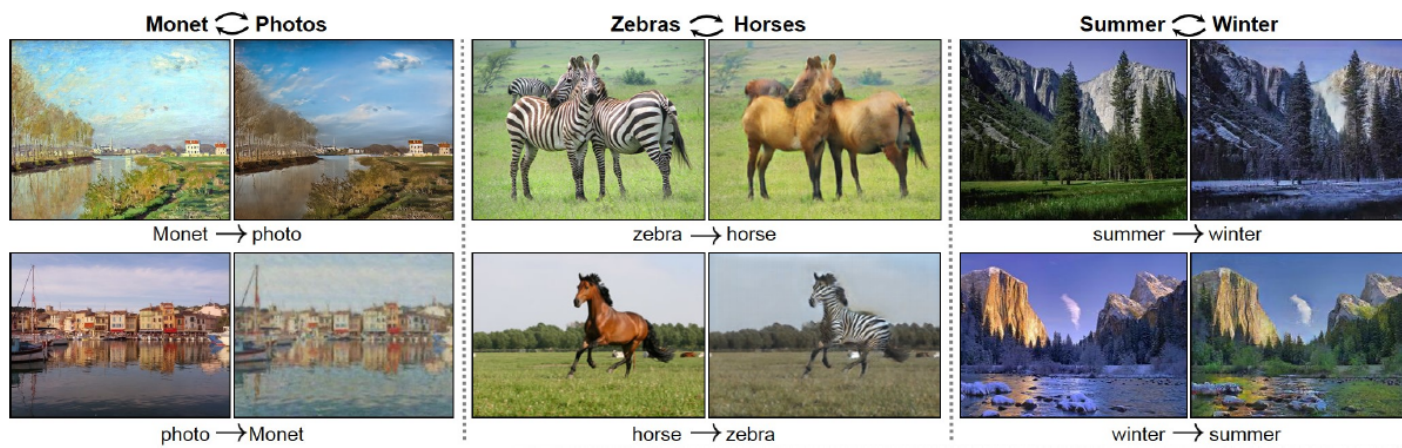 Monet Photos
Zebras Horses
Summer Winter
Monet → photo
zebra → horse
summer → winter
photo → Monet
horse → zebra
winter → summer